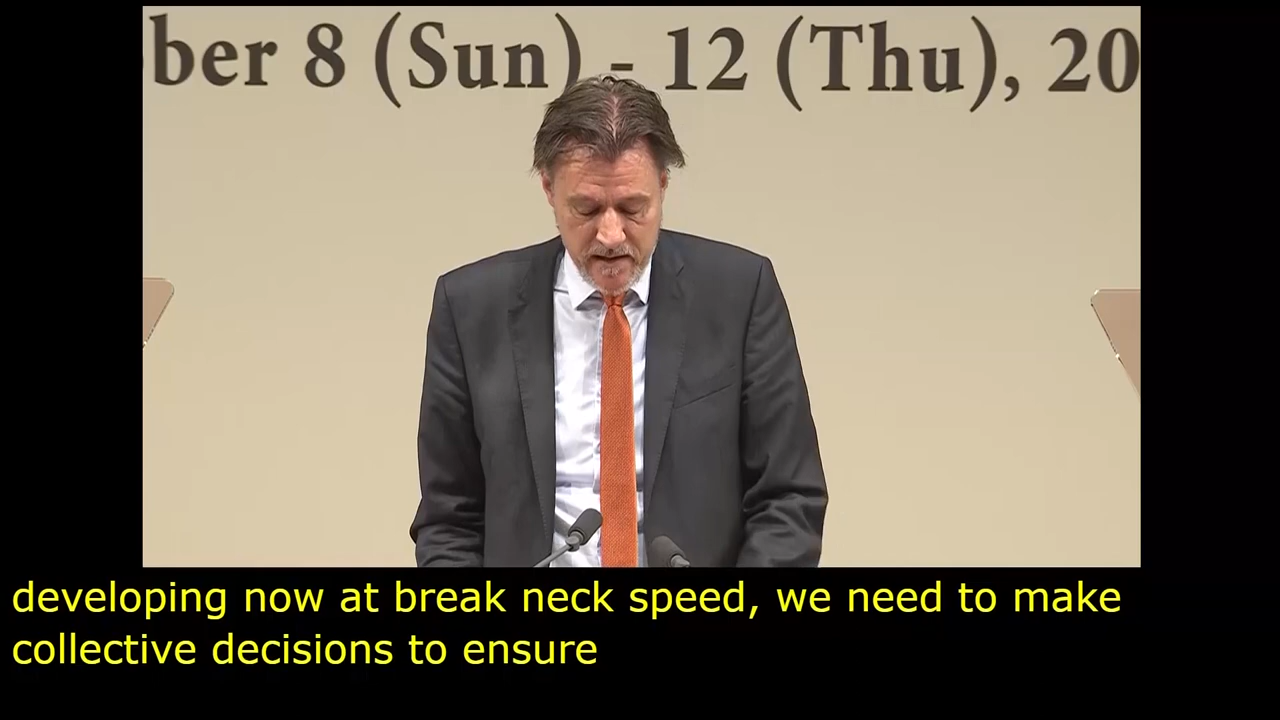 ber 8 (Sun) - 12 (Thu), 20
developing now at break neck speed, we need to make
collective decisions to ensure